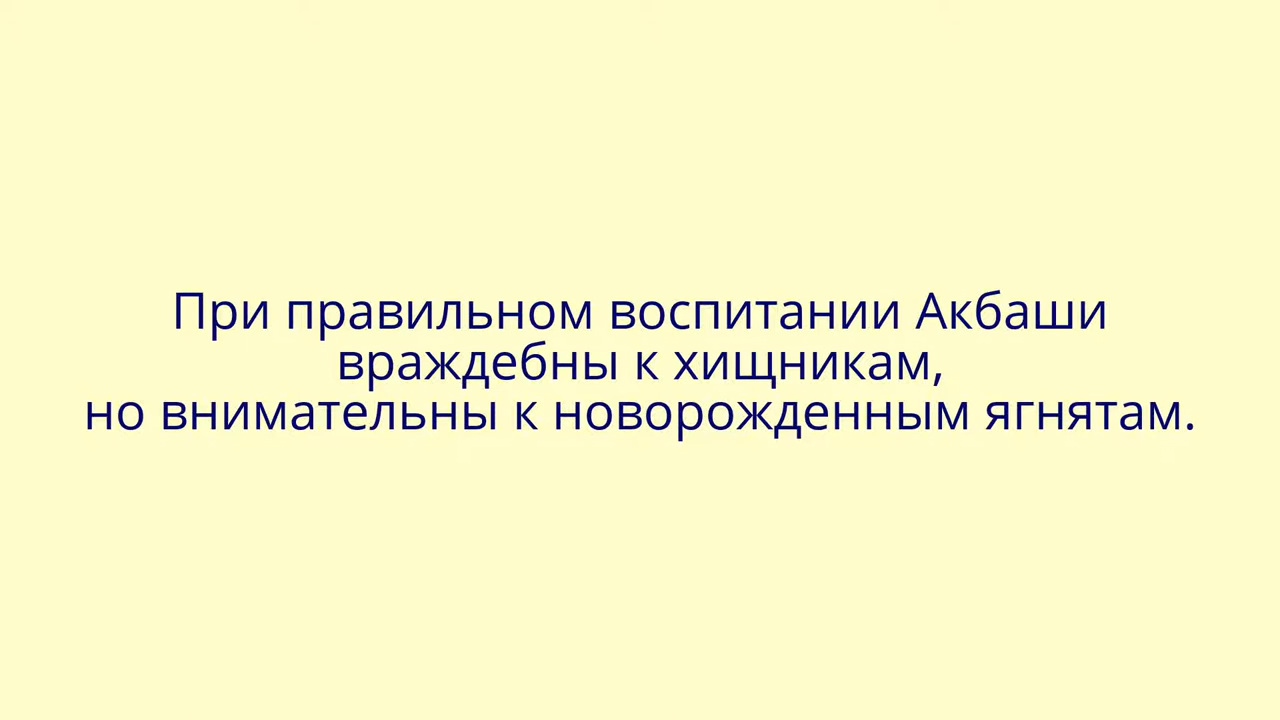 При правильном воспитании Акбаши
враждебны к хищникам,
но внимательны к новорожденным ягнятам.